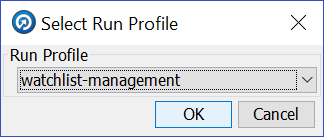 Select Run Profile
Run Profile
watchlist-management
OK
Cancel